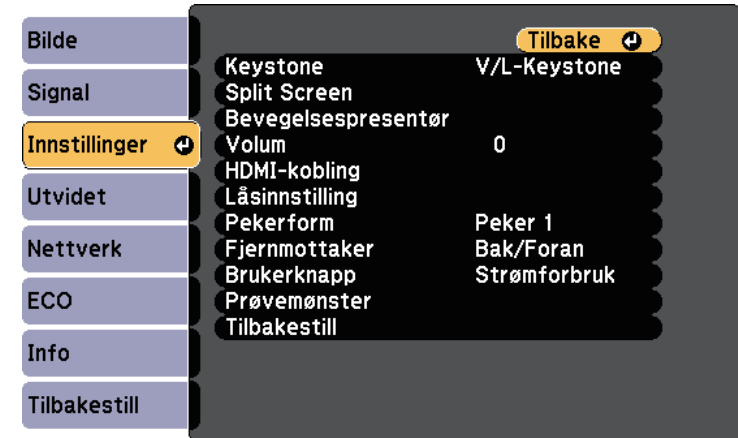 Bilde
Signal
Innstillinger
Utvidet
Nettverk
ECO
Info
Tilbakestill
Tilbake
Keystone V/L-Keystone
Split Screen
Bevegelsespresentør
Volum 0
HDMI-kobling
Låsinnstilling
Pekerform Peker 1
Fjernmottaker Bak/Foran
Brukerknapp Strømforbruk
Prøvemønster
Tilbakestill